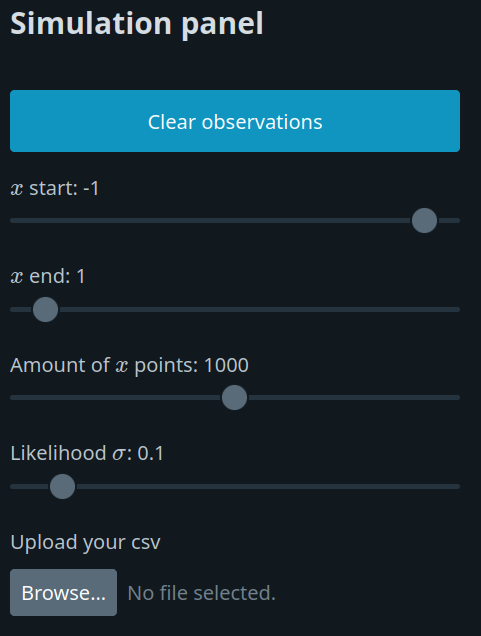 Simulation panel
Clear observations
x start: -1
x end: 1
Amount of x points: 1000
Likelihood σ: 0.1
Upload your csv
Browse... No file selected.